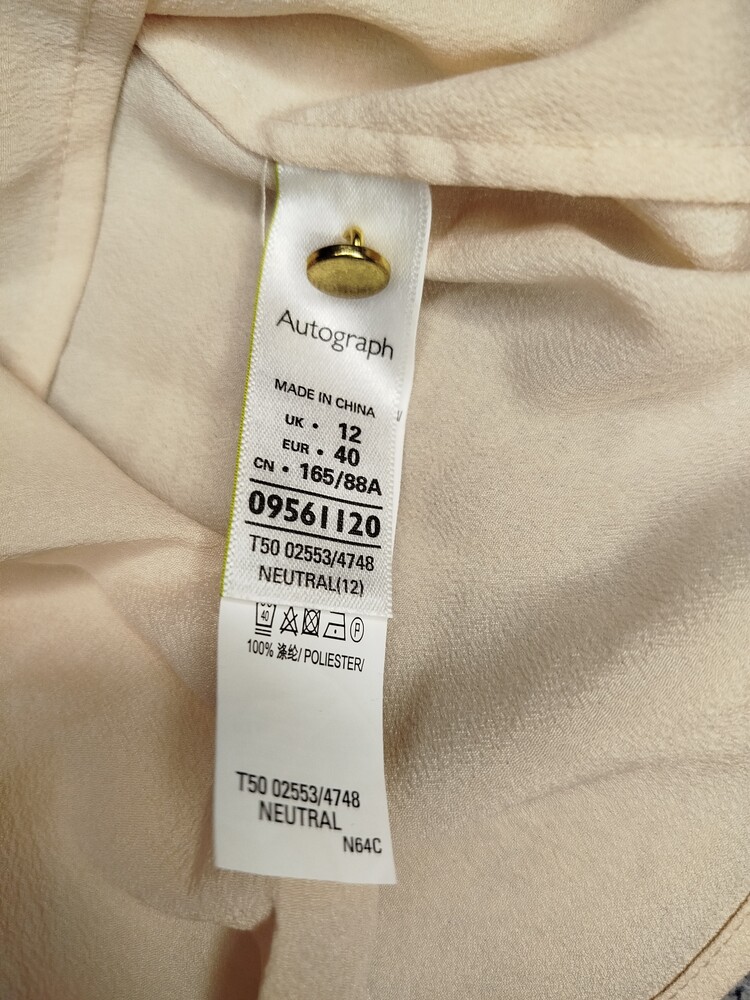 Autograph
MADE IN CHINA
UK • 12
EUR • 40
CN • 165/88A
09561120
T50 02553/4748
NEUTRAL(12)
40
P
100% 涤纶/ POLIESTER/
T50 02553/4748
NEUTRAL
N64C